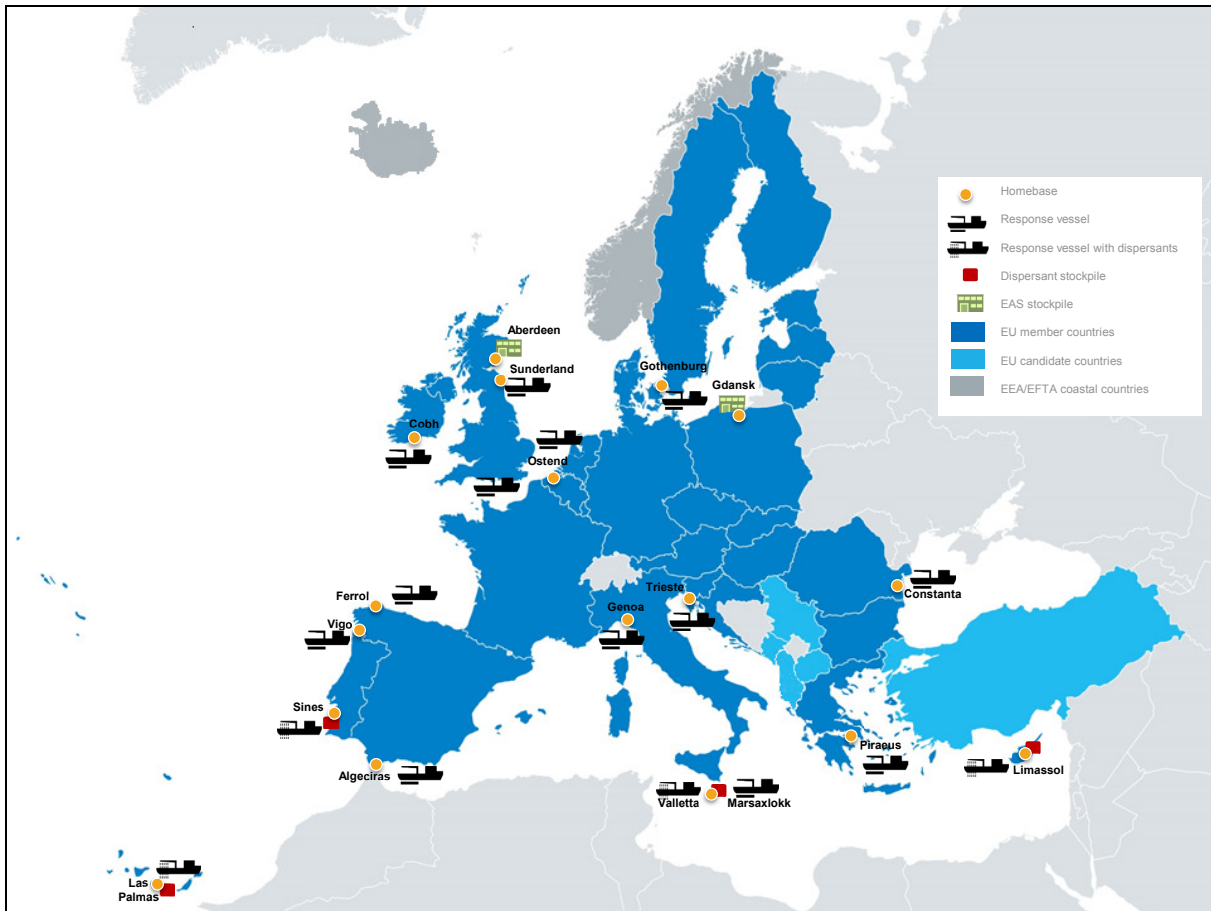 Homebase
Response vessel
Response vessel with dispersants
Dispersant stockpile
EAS stockpile
EU member countries
EU candidate countries
EEA/EFTA coastal countries
Aberdeen
Sunderland
Gothenburg
Gdansk
Cobh
Ostend
Ferrol
Vigo
Trieste
Genoa
Constanta
Sines
Algeciras
Piraeus
Limassol
Valletta
Marsaxlokk
Las
Palmas